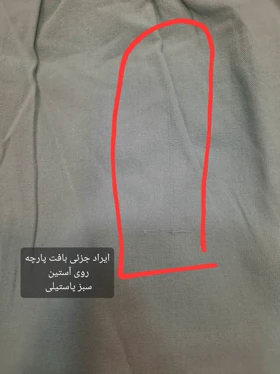 ایراد جزئی بافت پارچه
روی آستین
سبز پاستیلی